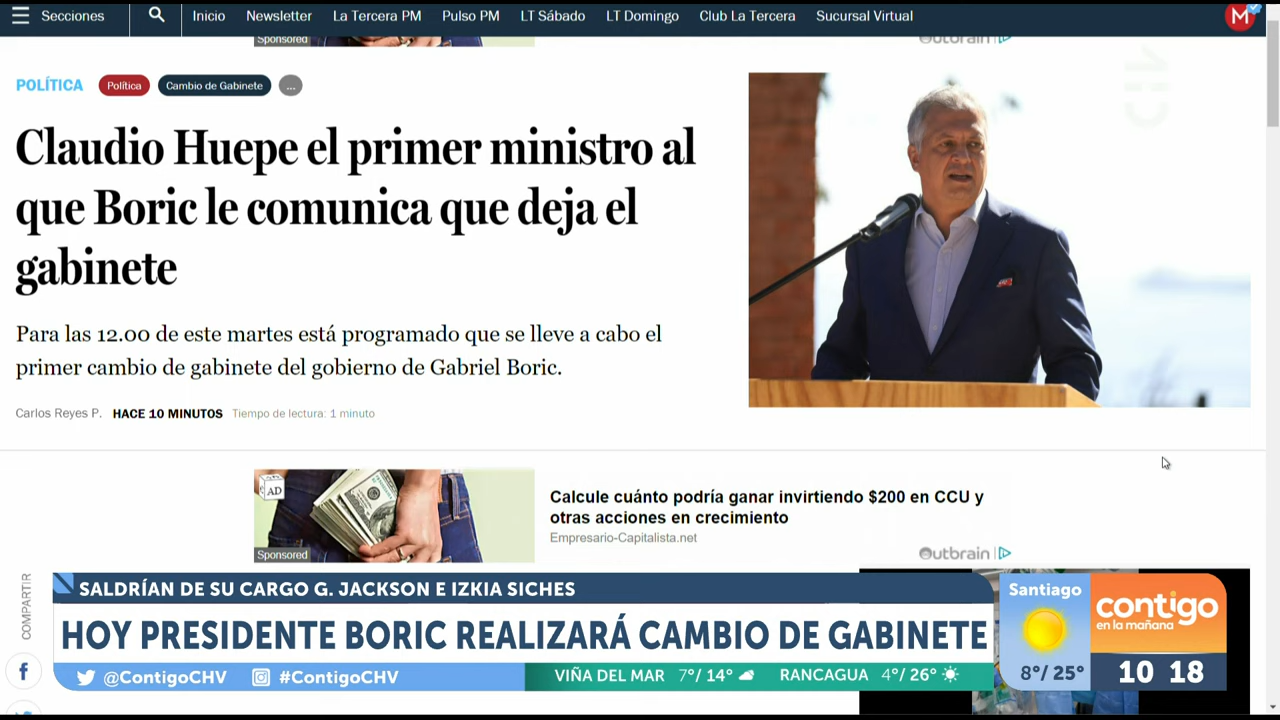 Secciones
Inicio
Newsletter
La Tercera PM
Pulso PM
LT Sábado
LT Domingo
Club La Tercera
Sucursal Virtual
M
Sponsored
Outbrain
CHV
POLÍTICA
Política
Cambio de Gabinete
...
Claudio Huepe el primer ministro al
que Boric le comunica que deja el
gabinete
Para las 12.00 de este martes está programado que se lleve a cabo el
primer cambio de gabinete del gobierno de Gabriel Boric.
Carlos Reyes P. HACE 10 MINUTOS Tiempo de lectura: 1 minuto
AD
Sponsored
Calcule cuánto podría ganar invirtiendo $200 en CCU y
otras acciones en crecimiento
Empresario-Capitalista.net
Outbrain
COMPARTIR
SALDRÍAN DE SU CARGO G. JACKSON E IZKIA SICHES
HOY PRESIDENTE BORIC REALIZARÁ CAMBIO DE GABINETE
@ContigoCHV
#ContigoCHV
VIÑA DEL MAR 7°/ 14°
RANCAGUA 4°/ 26°
Santiago
8°/ 25°
contigo
en la mañana
10 18